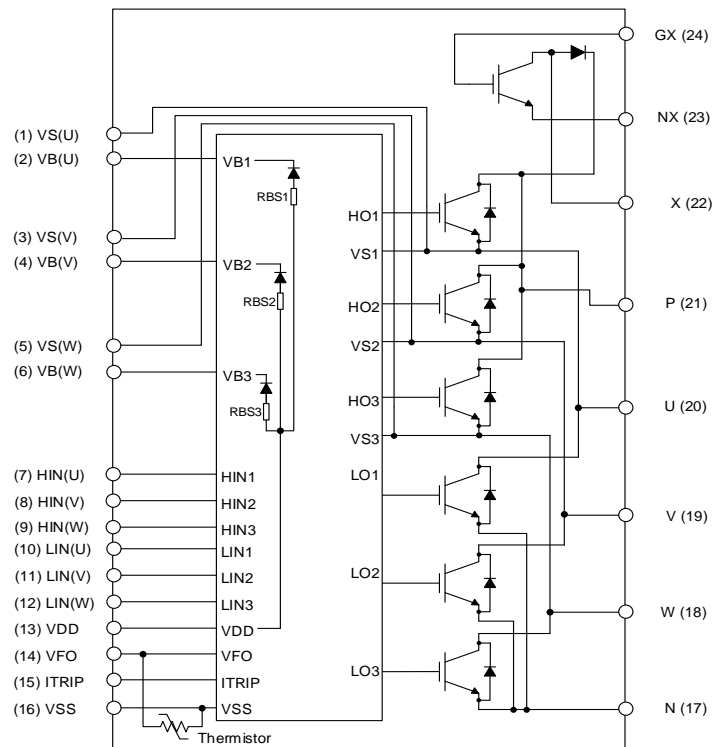 GX (24)
NX (23)
X (22)
P (21)
U (20)
V (19)
W (18)
N (17)
(1) VS(U)
(2) VB(U)
(3) VS(V)
(4) VB(V)
(5) VS(W)
(6) VB(W)
(7) HIN(U)
(8) HIN(V)
(9) HIN(W)
(10) LIN(U)
(11) LIN(V)
(12) LIN(W)
(13) VDD
(14) VFO
(15) ITRIP
(16) VSS
VB1
RBS1
VB2
RBS2
VB3
RBS3
HIN1
HIN2
HIN3
LIN1
LIN2
LIN3
VDD
VFO
ITRIP
VSS
Thermistor
HO1
VS1
HO2
VS2
HO3
VS3
LO1
LO2
LO3